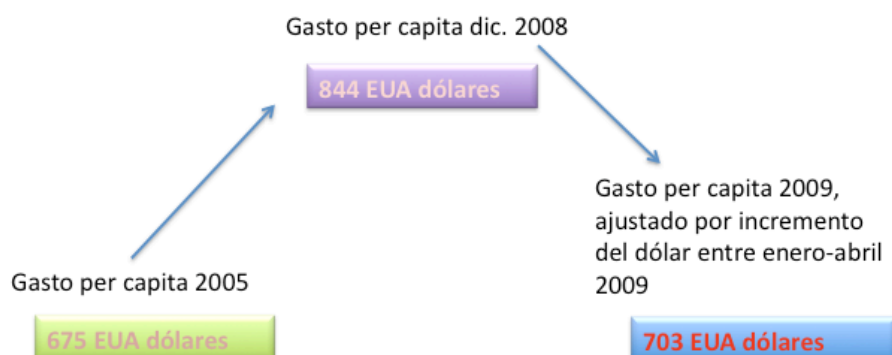 Gasto per capita dic. 2008
844 EUA dólares
Gasto per capita 2009,
ajustado por incremento
del dólar entre enero-abril
2009
Gasto per capita 2005
675 EUA dólares
703 EUA dólares